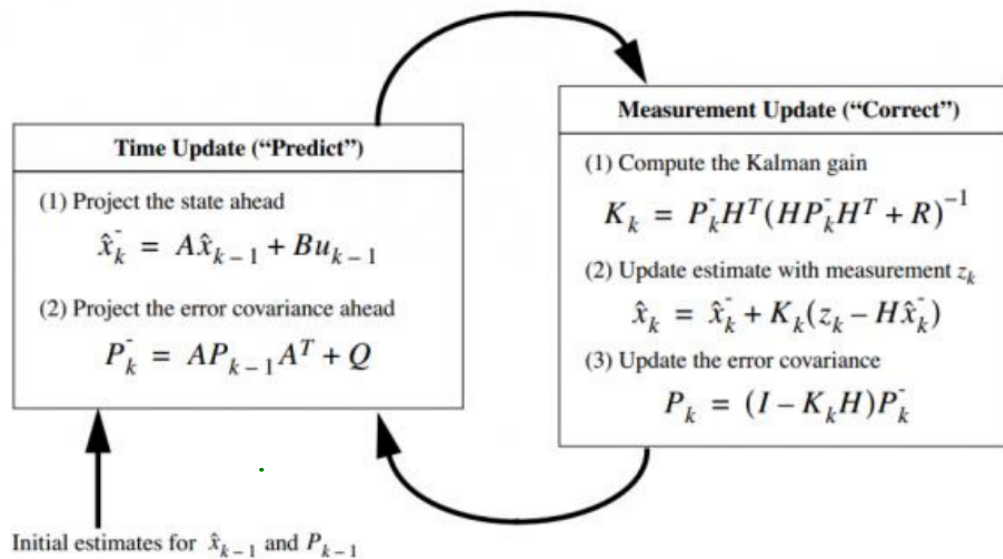 Time Update (“Predict”)
(1) Project the state ahead
x̂ₖ⁻ = Ax̂ₖ₋₁ + Buₖ₋₁
(2) Project the error covariance ahead
Pₖ⁻ = APₖ₋₁Aᵀ + Q
Initial estimates for x̂ₖ₋₁ and Pₖ₋₁
Measurement Update (“Correct”)
(1) Compute the Kalman gain
Kₖ = Pₖ⁻Hᵀ(HPₖ⁻Hᵀ + R)⁻¹
(2) Update estimate with measurement zₖ
x̂ₖ = x̂ₖ⁻ + Kₖ(zₖ – Hx̂ₖ⁻)
(3) Update the error covariance
Pₖ = (I – KₖH)Pₖ⁻